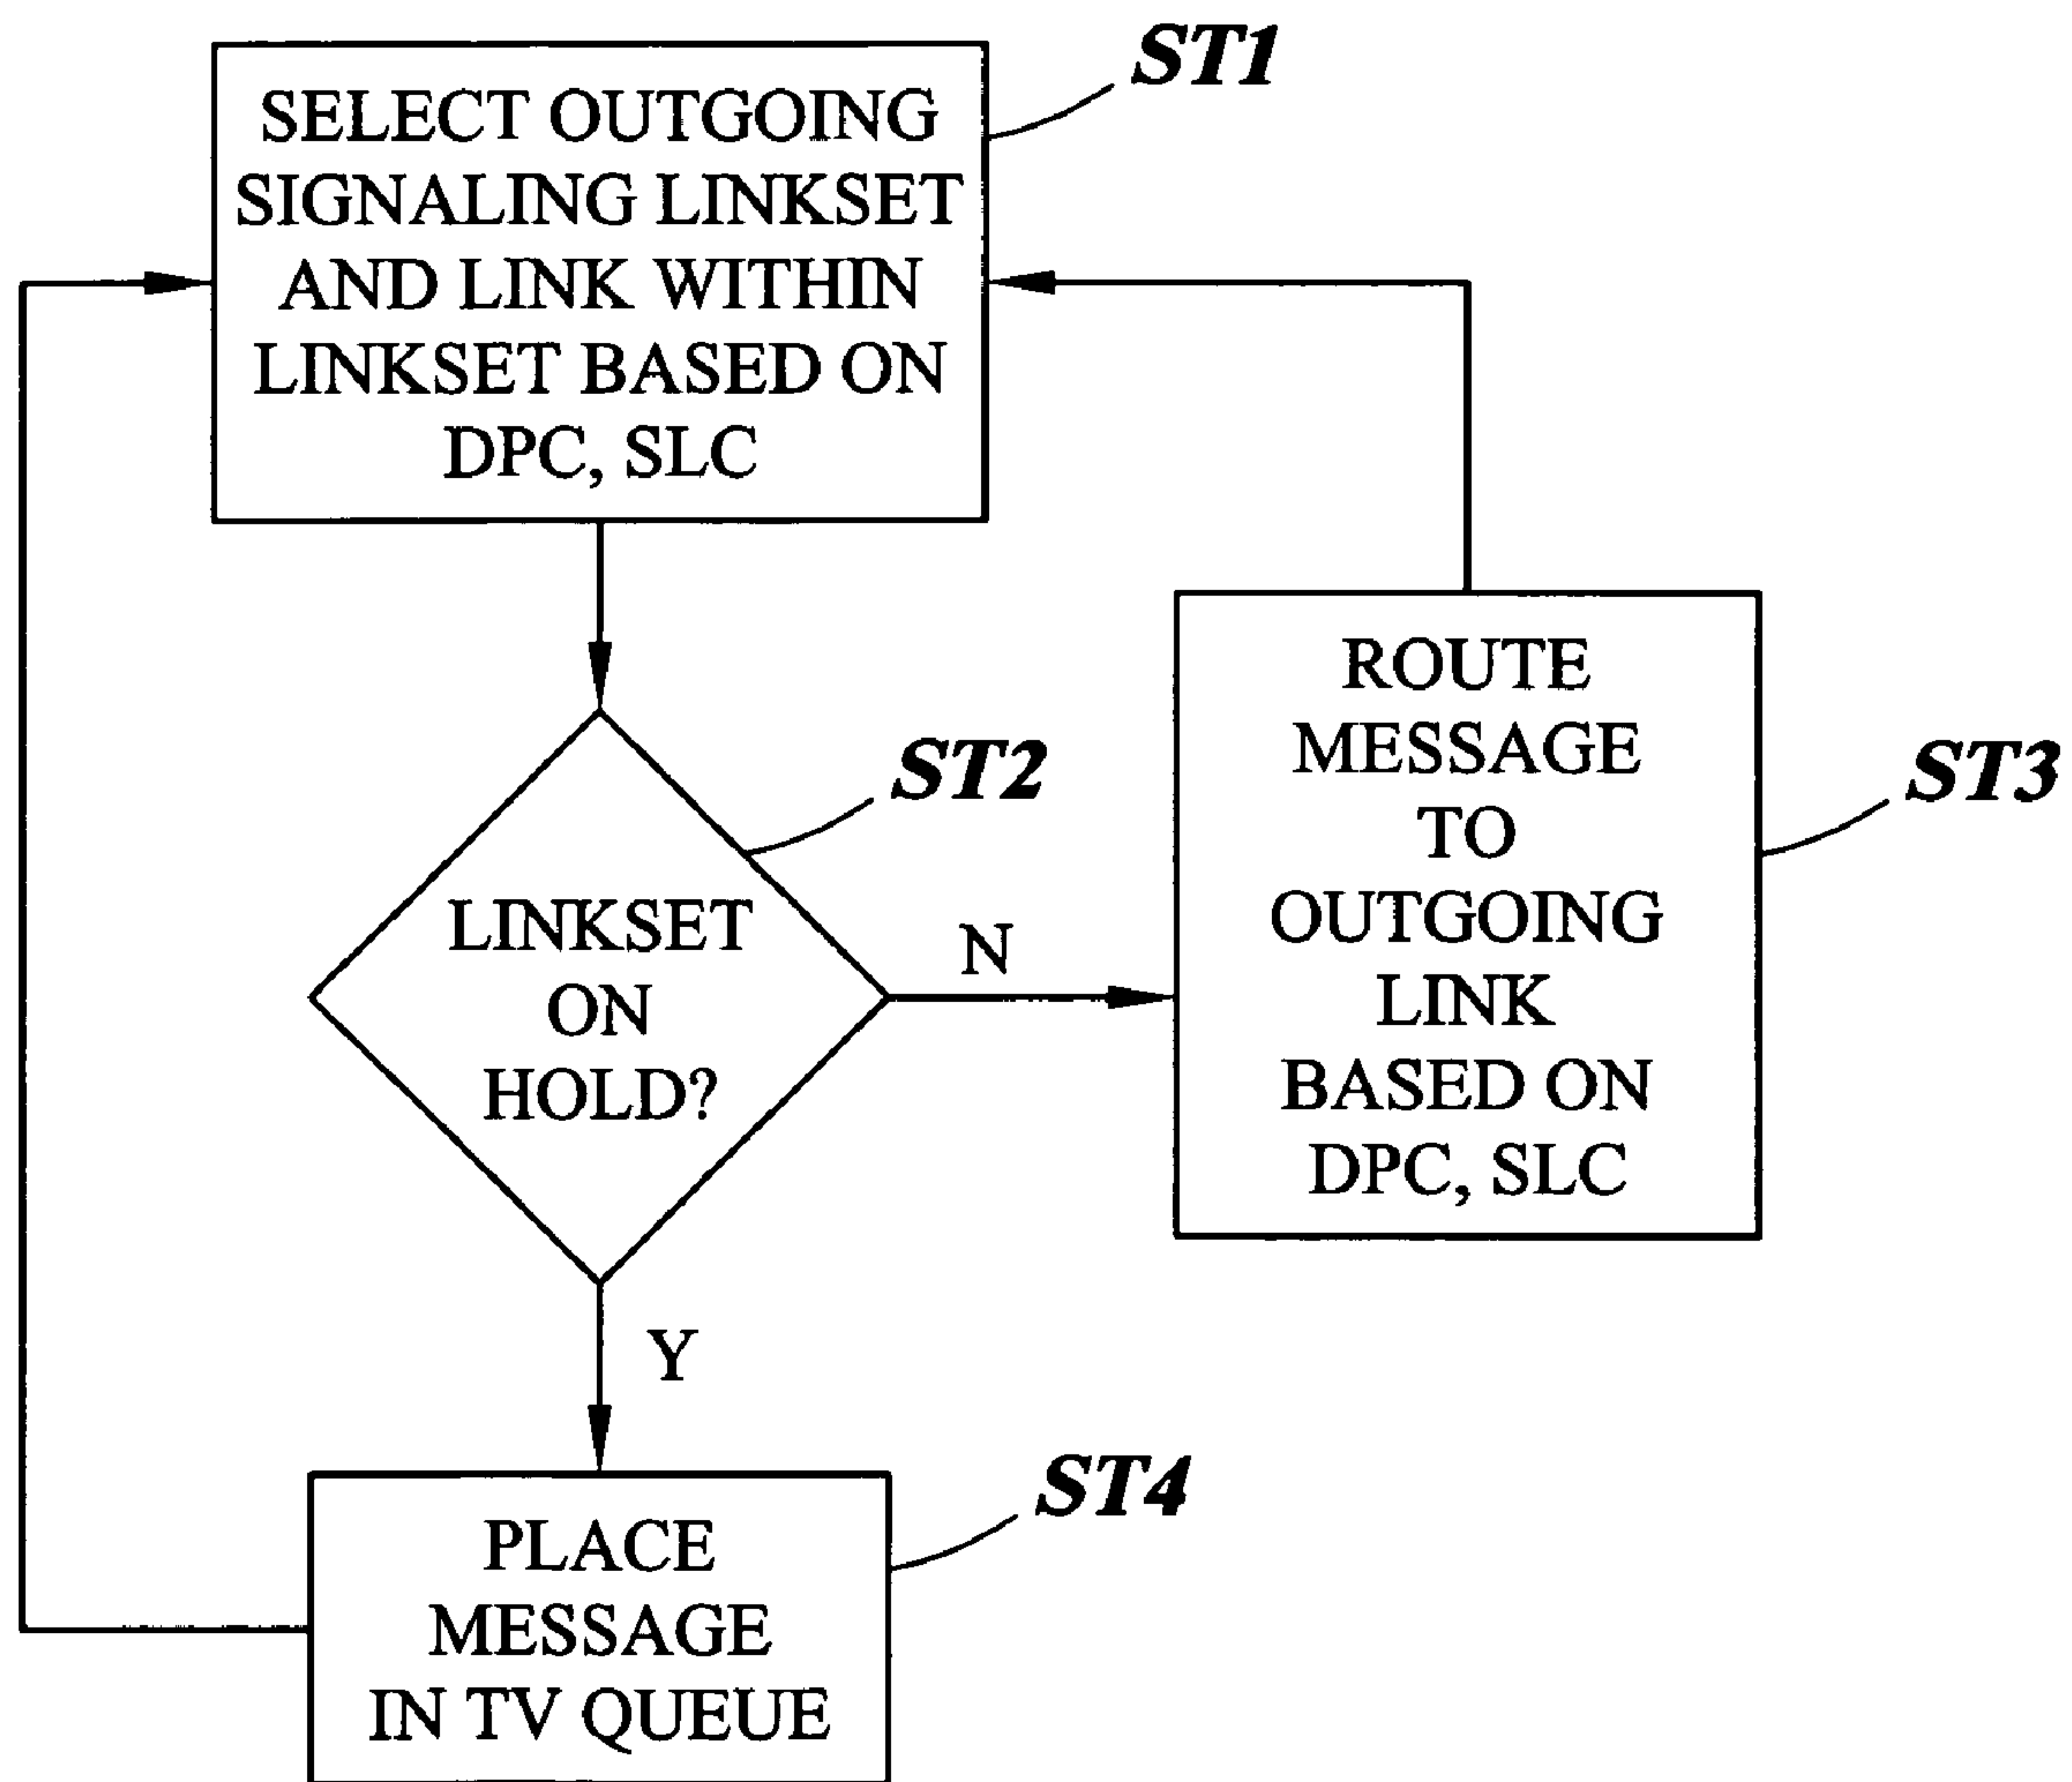 ST1
SELECT OUTGOING
SIGNALING LINKSET
AND LINK WITHIN
LINKSET BASED ON
DPC, SLC
ST2
LINKSET
ON
HOLD?
N
Y
ST3
ROUTE
MESSAGE
TO
OUTGOING
LINK
BASED ON
DPC, SLC
ST4
PLACE
MESSAGE
IN TV QUEUE